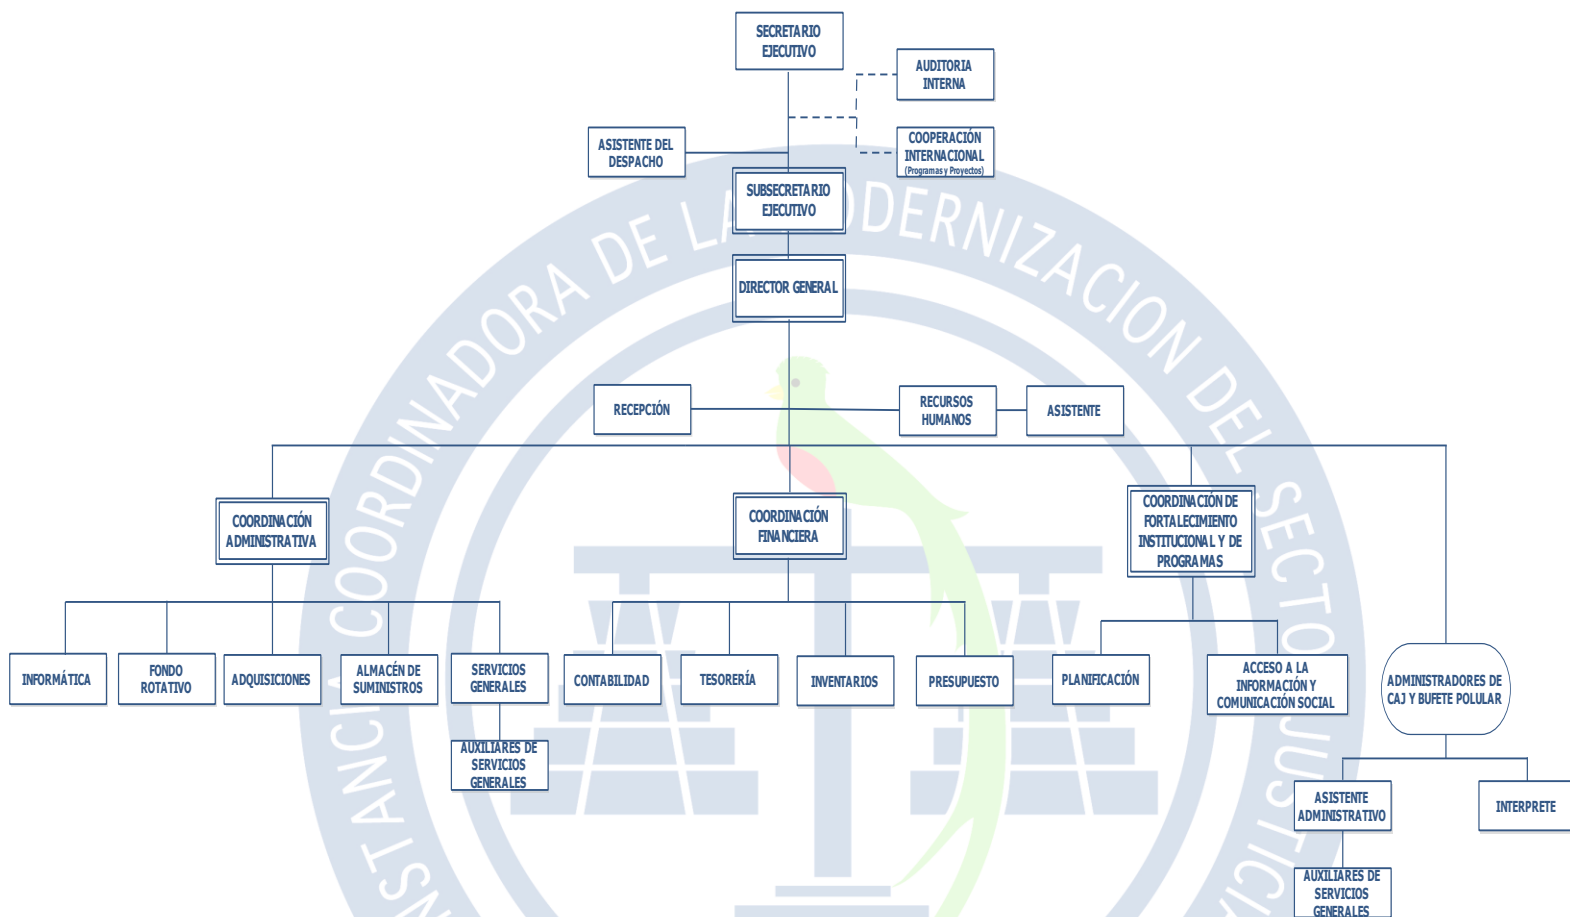 SECRETARIO
EJECUTIVO
AUDITORIA
INTERNA
ASISTENTE DEL
DESPACHO
COOPERACIÓN
INTERNACIONAL
(Programas y Proyectos)
SUBSECRETARIO
EJECUTIVO
DIRECTOR GENERAL
RECEPCIÓN
RECURSOS
HUMANOS
ASISTENTE
COORDINACIÓN
ADMINISTRATIVA
COORDINACIÓN
FINANCIERA
COORDINACIÓN DE
FORTALECIMIENTO
INSTITUCIONAL Y DE
PROGRAMAS
INFORMÁTICA
FONDO
ROTATIVO
ADQUISICIONES
ALMACÉN DE
SUMINISTROS
SERVICIOS
GENERALES
CONTABILIDAD
TESORERÍA
INVENTARIOS
PRESUPUESTO
PLANIFICACIÓN
ACCESO A LA
INFORMACIÓN Y
COMUNICACIÓN SOCIAL
ADMINISTRADORES DE
CAJ Y BUFETE POLULAR
AUXILIARES DE
SERVICIOS
GENERALES
ASISTENTE
ADMINISTRATIVO
INTERPRETE
AUXILIARES DE
SERVICIOS
GENERALES
NSTANCIA COORDINADORA DE LA MODERNIZACION DEL SECTOR JUSTICIA